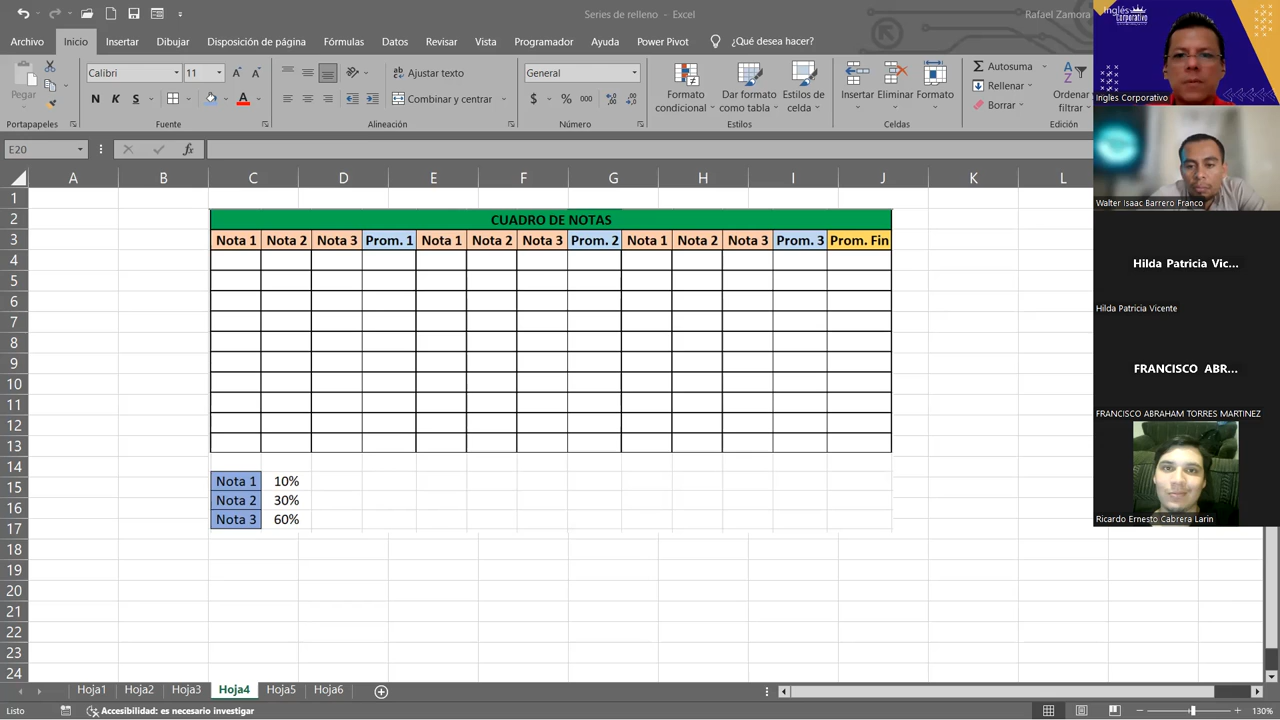 Series de relleno - Excel
Rafael Zamora
Archivo Inicio Insertar Dibujar Disposición de página Fórmulas Datos Revisar Vista Programador Ayuda Power Pivot ¿Qué desea hacer?
Pegar
Calibri 11
N K S
Ajustar texto
Combinar y centrar
General
$ % 000
Formato condicional
Dar formato como tabla
Estilos de celda
Insertar Eliminar Formato
Autosuma
Rellenar
Borrar
Ordenar
filtrar
Portapapeles Fuente Alineación Número Estilos Celdas Edición
E20 fx
A B C D E F G H I J K L
1
2 CUADRO DE NOTAS
3 Nota 1 Nota 2 Nota 3 Prom. 1 Nota 1 Nota 2 Nota 3 Prom. 2 Nota 1 Nota 2 Nota 3 Prom. 3 Prom. Fin
4
5
6
7
8
9
10
11
12
13
14
15 Nota 1 10%
16 Nota 2 30%
17 Nota 3 60%
18
19
20
21
22
23
24
Hoja1 Hoja2 Hoja3 Hoja4 Hoja5 Hoja6
Listo Accesibilidad: es necesario investigar 130%
Inglés
Corporativo
Ingles Corporativo
Walter Isaac Barrero Franco
Hilda Patricia Vic...
Hilda Patricia Vicente
FRANCISCO ABR...
FRANCISCO ABRAHAM TORRES MARTINEZ
Ricardo Ernesto Cabrera Larin